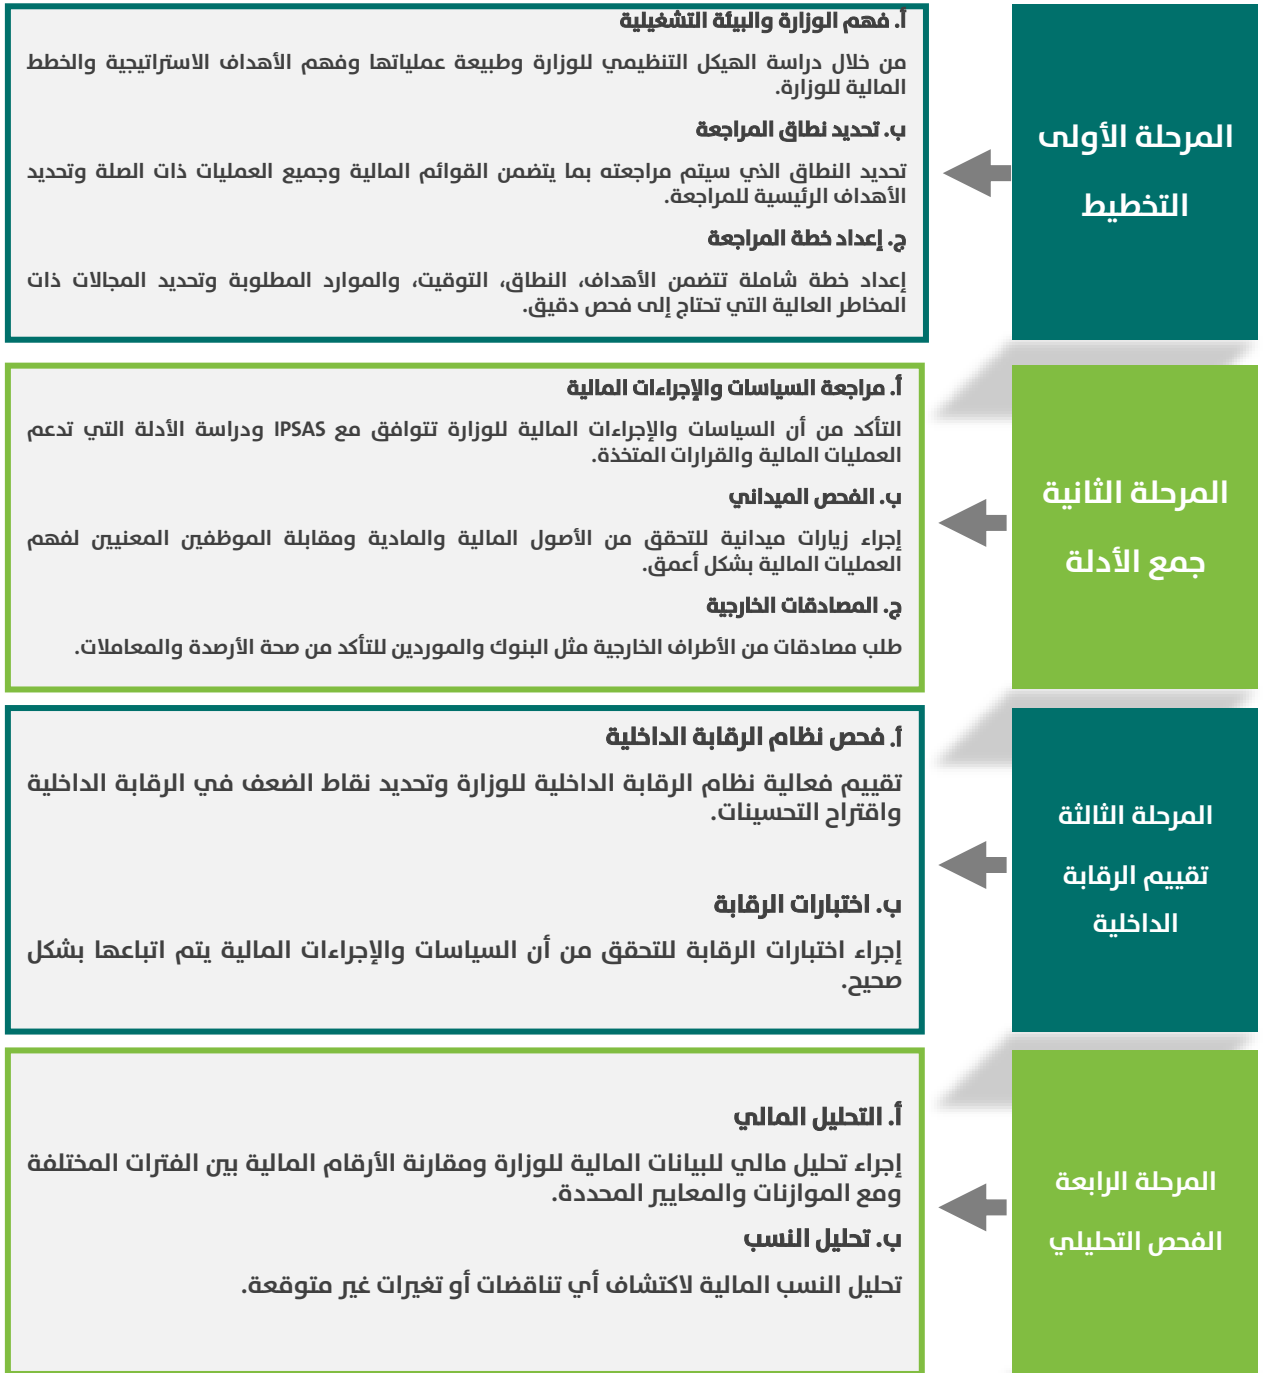 المرحلة الأولى
التخطيط
أ. فهم الوزارة والبيئة التشغيلية
من خلال دراسة الهيكل التنظيمي للوزارة وطبيعة عملياتها وفهم الأهداف الاستراتيجية والخطط
المالية للوزارة.
ب. تحديد نطاق المراجعة
تحديد النطاق الذي سيتم مراجعته بما يتضمن القوائم المالية وجميع العمليات ذات الصلة وتحديد
الأهداف الرئيسية للمراجعة.
ج. إعداد خطة المراجعة
إعداد خطة شاملة تتضمن الأهداف، النطاق، التوقيت، والموارد المطلوبة وتحديد المجالات ذات
المخاطر العالية التي تحتاج إلى فحص دقيق.
المرحلة الثانية
جمع الأدلة
أ. مراجعة السياسات والإجراءات المالية
التأكد من أن السياسات والإجراءات المالية للوزارة تتوافق مع IPSAS ودراسة الأدلة التي تدعم
العمليات المالية والقرارات المتخذة.
ب. الفحص الميداني
إجراء زيارات ميدانية للتحقق من الأصول المالية والمادية ومقابلة الموظفين المعنيين لفهم
العمليات المالية بشكل أعمق.
ج. المصادقات الخارجية
طلب مصادقات من الأطراف الخارجية مثل البنوك والموردين للتأكد من صحة الأرصدة والمعاملات.
المرحلة الثالثة
تقييم الرقابة
الداخلية
أ. فحص نظام الرقابة الداخلية
تقييم فعالية نظام الرقابة الداخلية للوزارة وتحديد نقاط الضعف في الرقابة الداخلية
واقتراح التحسينات.
ب. اختبارات الرقابة
إجراء اختبارات الرقابة للتحقق من أن السياسات والإجراءات المالية يتم اتباعها بشكل
صحيح.
المرحلة الرابعة
الفحص التحليلي
أ. التحليل المالي
إجراء تحليل مالي للبيانات المالية للوزارة ومقارنة الأرقام المالية بين الفترات المختلفة
ومع الموازنات والمعايير المحددة.
ب. تحليل النسب
تحليل النسب المالية لاكتشاف أي تناقضات أو تغيرات غير متوقعة.